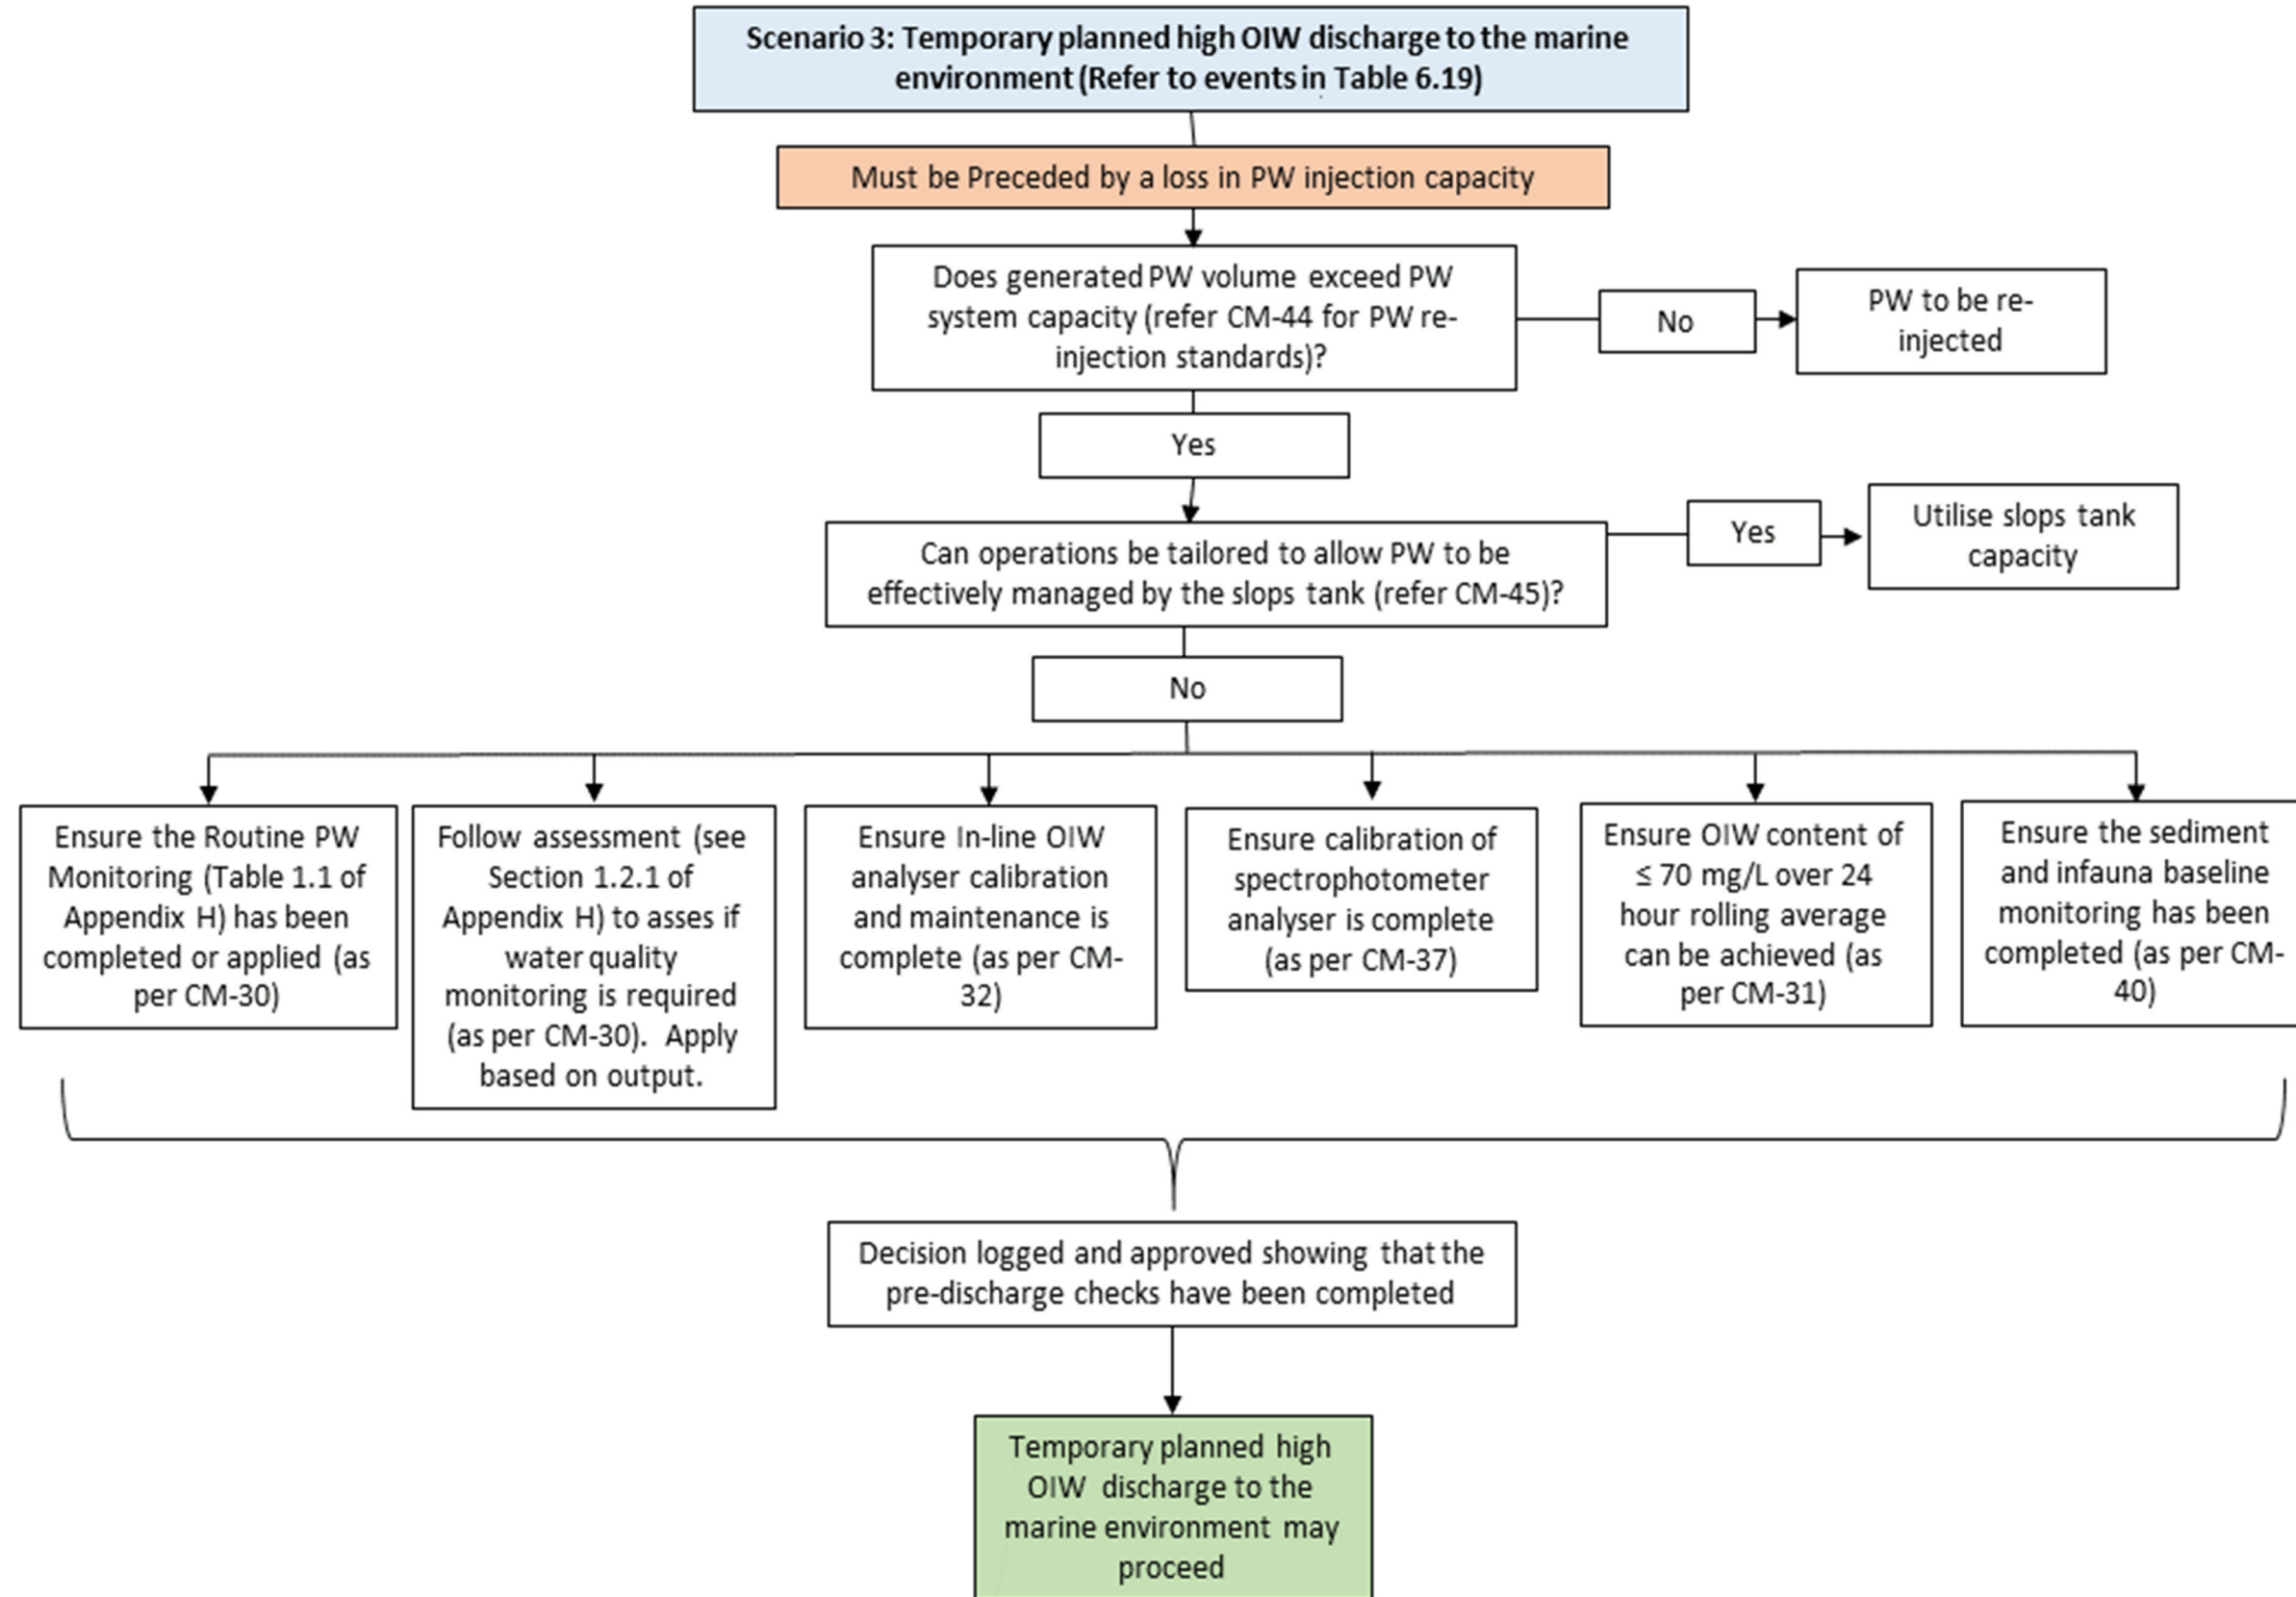 Scenario 3: Temporary planned high OIW discharge to the marine
environment (Refer to events in Table 6.19)
Must be Preceded by a loss in PW injection capacity
Does generated PW volume exceed PW
system capacity (refer CM-44 for PW re-
injection standards)?
No
PW to be re-
injected
Yes
Can operations be tailored to allow PW to be
effectively managed by the slops tank (refer CM-45)?
Yes
Utilise slops tank
capacity
No
Ensure the Routine PW
Monitoring (Table 1.1 of
Appendix H) has been
completed or applied (as
per CM-30)
Follow assessment (see
Section 1.2.1 of
Appendix H) to asses if
water quality
monitoring is required
(as per CM-30). Apply
based on output.
Ensure In-line OIW
analyser calibration
and maintenance is
complete (as per CM-
32)
Ensure calibration of
spectrophotometer
analyser is complete
(as per CM-37)
Ensure OIW content of
≤ 70 mg/L over 24
hour rolling average
can be achieved (as
per CM-31)
Ensure the sediment
and infauna baseline
monitoring has been
completed (as per CM-
40)
Decision logged and approved showing that the
pre-discharge checks have been completed
Temporary planned high
OIW discharge to the
marine environment may
proceed